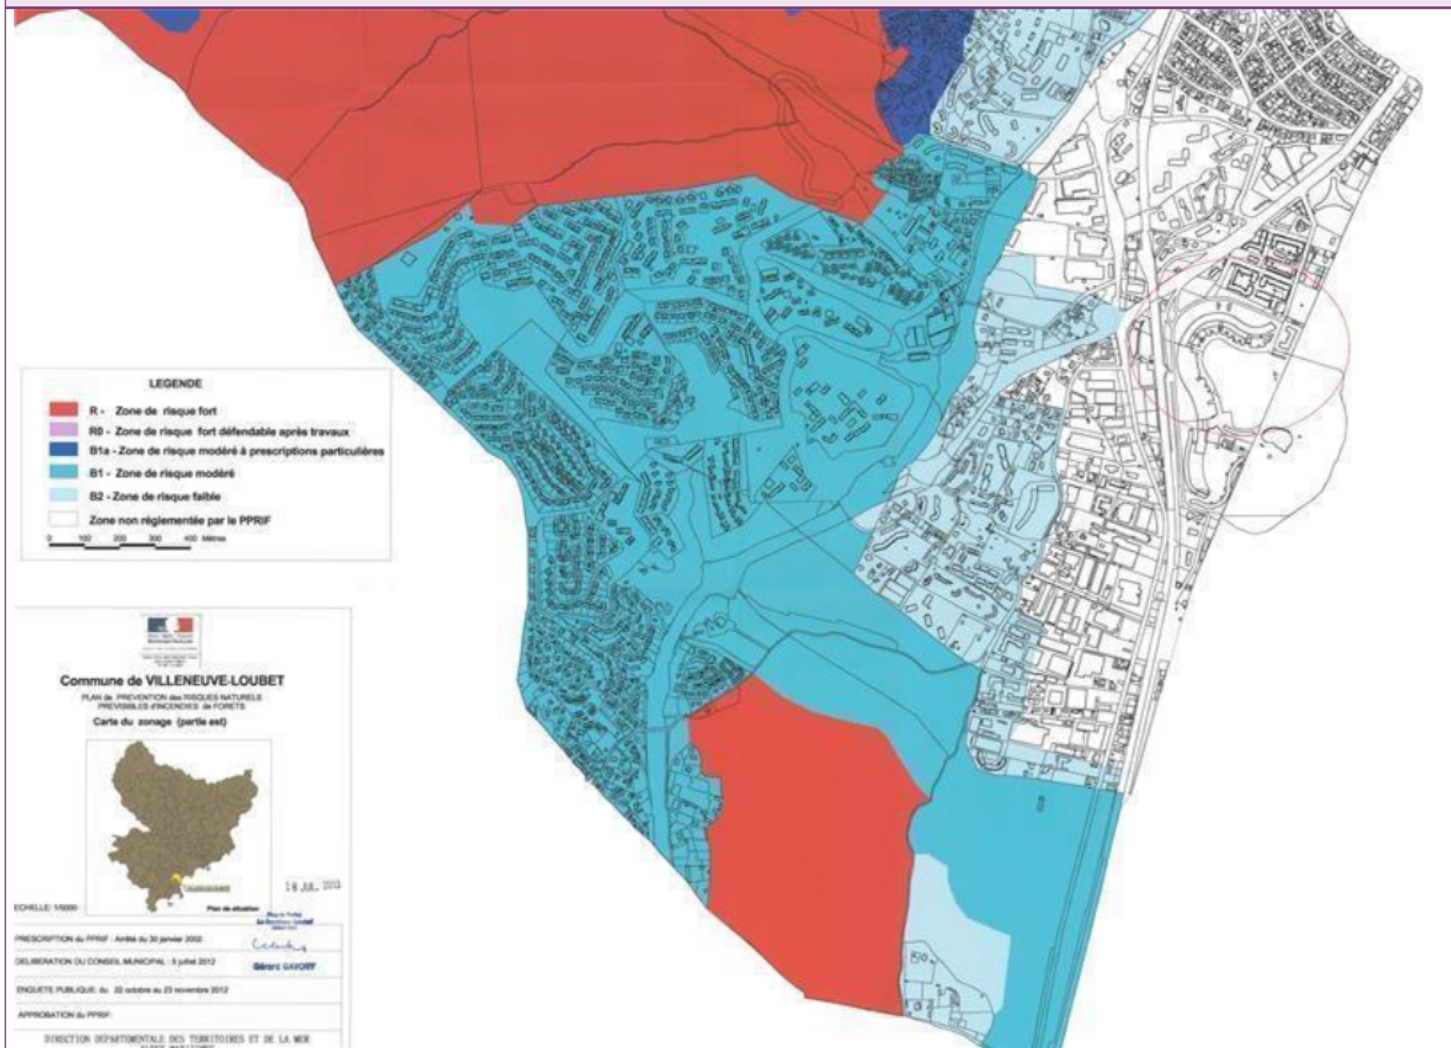 LEGENDE
R - Zone de risque fort
R0 - Zone de risque fort défendable après travaux
B1a - Zone de risque modéré à prescriptions particulières
B1 - Zone de risque modéré
B2 - Zone de risque faible
Zone non réglementée par le PPRIF
0 100 200 300 400 Mètres
Commune de VILLENEUVE-LOUBET
PLAN de PREVENTION des RISQUES NATURELS
PREVISIBLES d'INCENDIES de FORETS
Carte du zonage (partie est)
18 JUIL. 2013
ECHELLE: 1/5000
Plan de situation
PRESCRIPTION du PPRIF : Arrêté du 30 janvier 2002
DELIBERATION DU CONSEIL MUNICIPAL : 5 juillet 2012
Gérard GAVORY
ENQUETE PUBLIQUE du 22 octobre au 23 novembre 2012
APPROBATION du PPRIF:
DIRECTION DEPARTEMENTALE DES TERRITOIRES ET DE LA MER